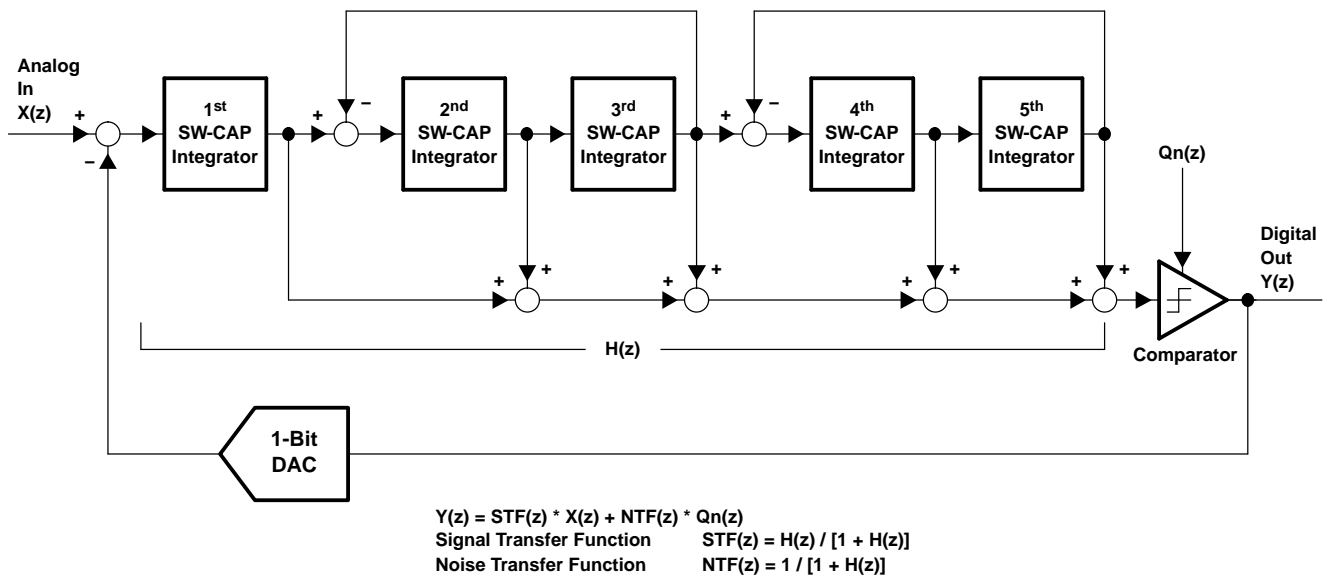 Analog
In
X(z)
+
−
1st
SW-CAP
Integrator
+
−
2nd
SW-CAP
Integrator
3rd
SW-CAP
Integrator
+
−
4th
SW-CAP
Integrator
5th
SW-CAP
Integrator
Qn(z)
+
+
+
+
+
+
+
+
Digital
Out
Y(z)
Comparator
H(z)
1-Bit
DAC
Y(z) = STF(z) * X(z) + NTF(z) * Qn(z)
Signal Transfer Function STF(z) = H(z) / [1 + H(z)]
Noise Transfer Function NTF(z) = 1 / [1 + H(z)]